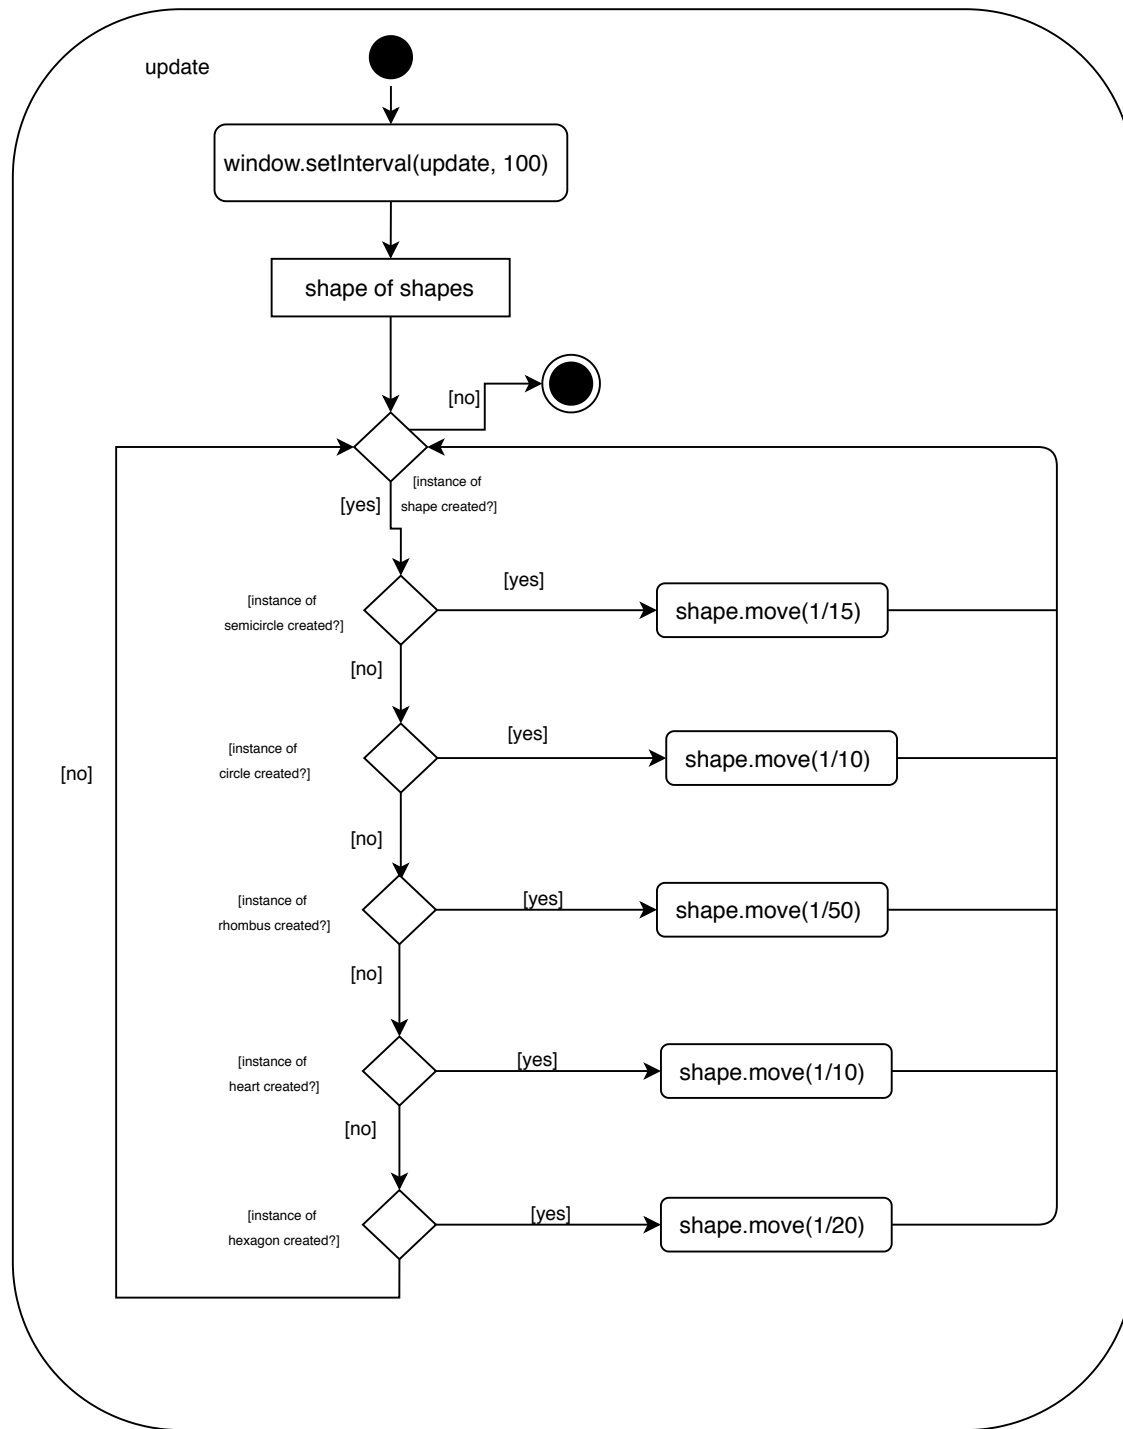 update
window.setInterval(update, 100)
shape of shapes
[no]
[instance of
shape created?]
[yes]
[yes]
[instance of
semicircle created?]
shape.move(1/15)
[no]
[yes]
[instance of
circle created?]
shape.move(1/10)
[no]
[no]
[yes]
[instance of
rhombus created?]
shape.move(1/50)
[no]
[yes]
[instance of
heart created?]
shape.move(1/10)
[no]
[yes]
[instance of
hexagon created?]
shape.move(1/20)